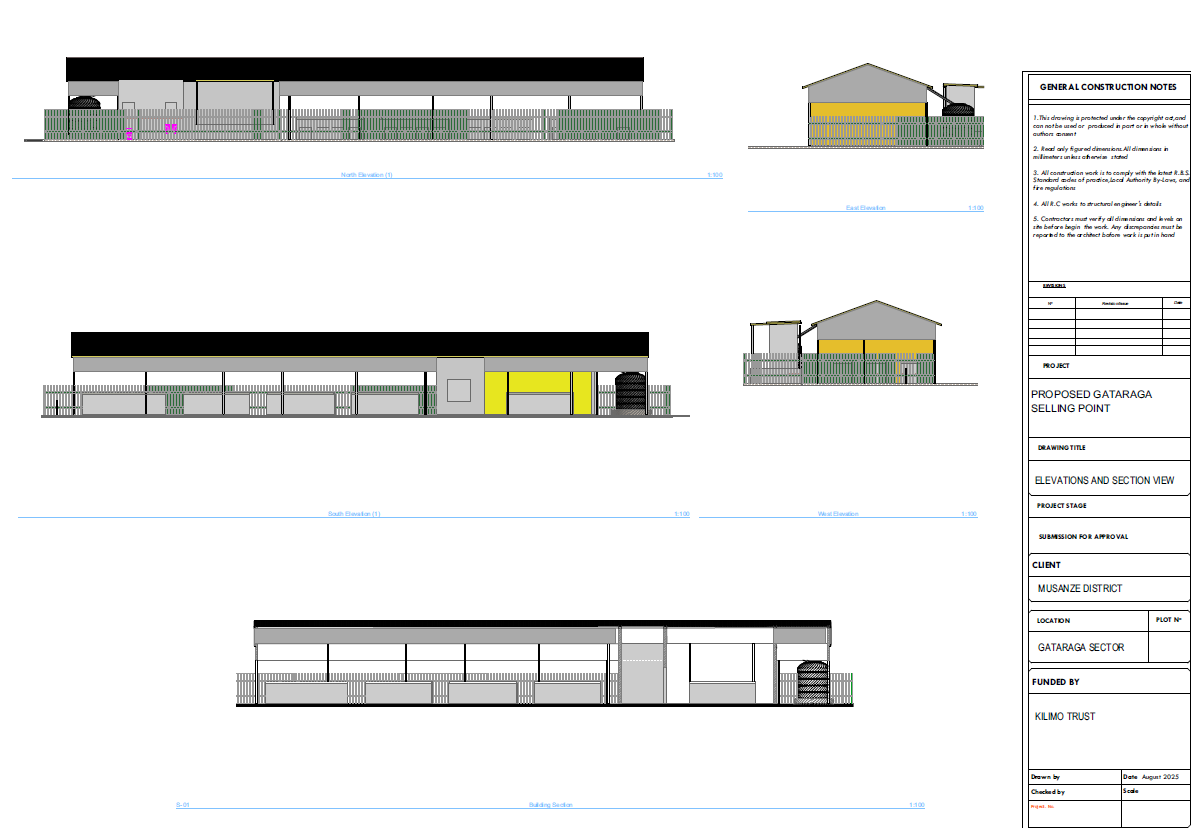 North Elevation (1) 1:100
East Elevation 1:100
South Elevation (1) 1:100
West Elevation 1:100
S-01 Building Section 1:100
GENERAL CONSTRUCTION NOTES
1.This drawing is protected under the copyright act,and
can not be used or produced in part or in whole without
authors consent
2. Read only figured dimensions.All dimensions in
millimeters unless otherwise stated
3. All construction work is to comply with the latest R.B.S.
Standard codes of practice,Local Authority By-Laws, and
fire regulations
4. All R.C works to structural engineer's details
5. Contractors must verify all dimensions and levels on
site before begin the work. Any discrepancies must be
reported to the architect before work is put in hand
REVISIONS
Nº Revision/Issue Date
PROJECT
PROPOSED GATARAGA
SELLING POINT
DRAWING TITLE
ELEVATIONS AND SECTION VIEW
PROJECT STAGE
SUBMISSION FOR APPROVAL
CLIENT
MUSANZE DISTRICT
LOCATION PLOT Nº
GATARAGA SECTOR
FUNDED BY
KILIMO TRUST
Drawn by Date August 2025
Checked by Scale
Project. No: